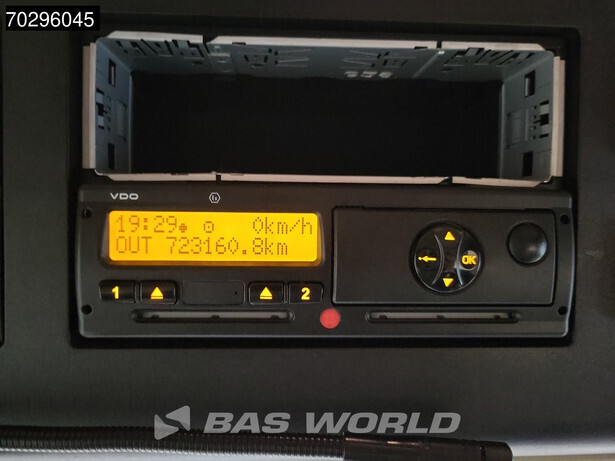 70296045
VDO
19:29 0km/h
OUT 723160.8km
OK
1 2
BAS WORLD